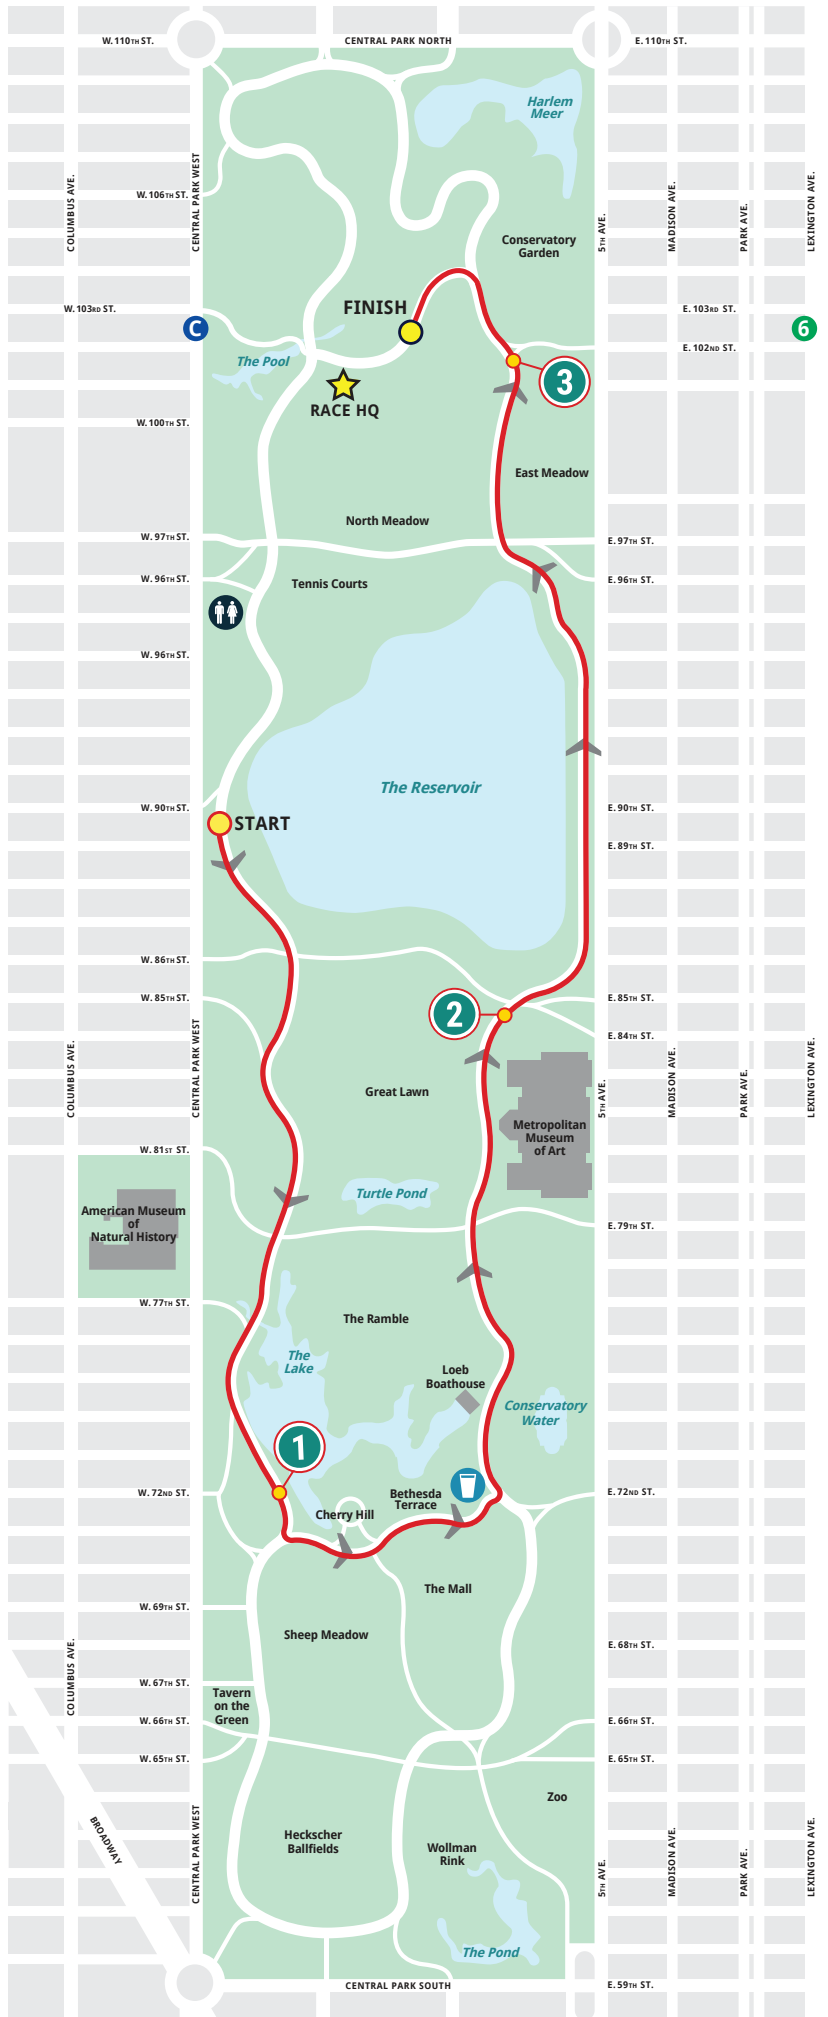 W. 110TH ST.
CENTRAL PARK NORTH
E. 110TH ST.
Harlem
Meer
COLUMBUS AVE.
CENTRAL PARK WEST
W. 106TH ST.
5TH AVE.
MADISON AVE.
PARK AVE.
LEXINGTON AVE.
Conservatory
Garden
W. 103RD ST.
FINISH
E. 103RD ST.
C
6
E. 102ND ST.
The Pool
3
RACE HQ
W. 100TH ST.
East Meadow
North Meadow
W. 97TH ST.
E. 97TH ST.
W. 96TH ST.
Tennis Courts
E. 96TH ST.
W. 96TH ST.
The Reservoir
W. 90TH ST.
E. 90TH ST.
START
E. 89TH ST.
W. 86TH ST.
W. 85TH ST.
E. 85TH ST.
2
E. 84TH ST.
COLUMBUS AVE.
CENTRAL PARK WEST
Great Lawn
5TH AVE.
MADISON AVE.
PARK AVE.
LEXINGTON AVE.
Metropolitan
Museum
of Art
W. 81ST ST.
Turtle Pond
American Museum
of
Natural History
E. 79TH ST.
W. 77TH ST.
The Ramble
The
Lake
Loeb
Boathouse
Conservatory
Water
1
W. 72ND ST.
Bethesda
Terrace
E. 72ND ST.
Cherry Hill
The Mall
W. 69TH ST.
Sheep Meadow
E. 68TH ST.
COLUMBUS AVE.
W. 67TH ST.
Tavern
on the
Green
W. 66TH ST.
E. 66TH ST.
W. 65TH ST.
E. 65TH ST.
Zoo
BROADWAY
CENTRAL PARK WEST
Heckscher
Ballfields
Wollman
Rink
5TH AVE.
MADISON AVE.
PARK AVE.
LEXINGTON AVE.
The Pond
CENTRAL PARK SOUTH
E. 59TH ST.